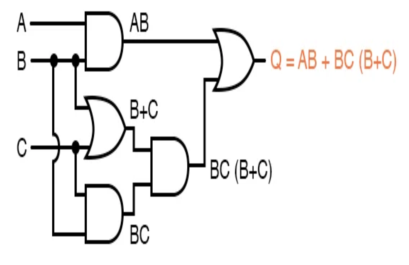 A
AB
B
Q = AB + BC (B+C)
B+C
C
BC (B+C)
BC